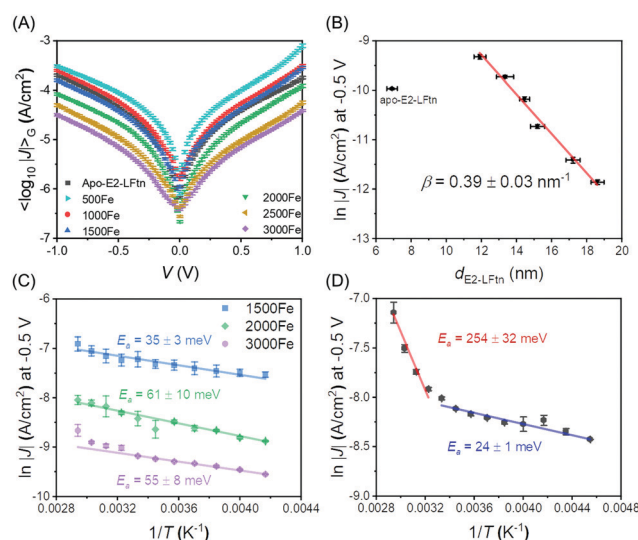 (A)
<log₁₀ |J|>G (A/cm²)
-3
-4
-5
-6
-7
Apo-E2-LFtn
500Fe
1000Fe
1500Fe
2000Fe
2500Fe
3000Fe
-1.0 -0.5 0.0 0.5 1.0
V (V)
(B)
ln |J| (A/cm²) at -0.5 V
-9
-10
-11
-12
-13
apo-E2-LFtn
β = 0.39 ± 0.03 nm⁻¹
6 8 10 12 14 16 18 20
dE2-LFtn (nm)
(C)
ln |J| (A/cm²) at -0.5 V
-6
-7
-8
-9
-10
1500Fe
2000Fe
3000Fe
Ea = 35 ± 3 meV
Ea = 61 ± 10 meV
Ea = 55 ± 8 meV
0.0028 0.0032 0.0036 0.0040 0.0044
1/T (K⁻¹)
(D)
ln |J| (A/cm²) at -0.5 V
-7.0
-7.5
-8.0
-8.5
-9.0
Ea = 254 ± 32 meV
Ea = 24 ± 1 meV
0.0028 0.0032 0.0036 0.0040 0.0044 0.0048
1/T (K⁻¹)